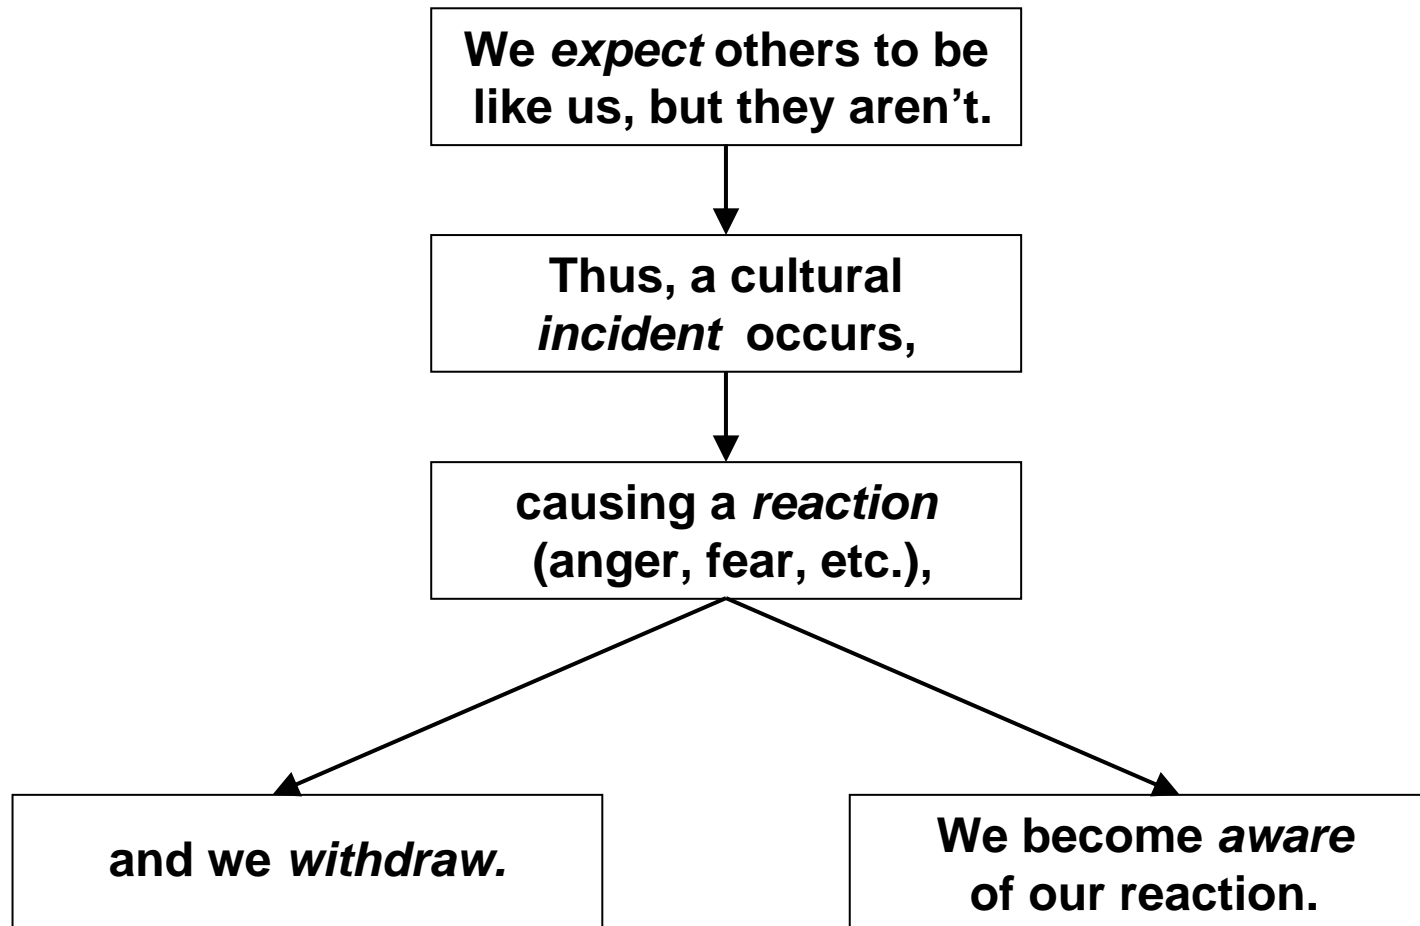 We expect others to be
like us, but they aren’t.
Thus, a cultural
incident occurs,
causing a reaction
(anger, fear, etc.),
and we withdraw.
We become aware
of our reaction.